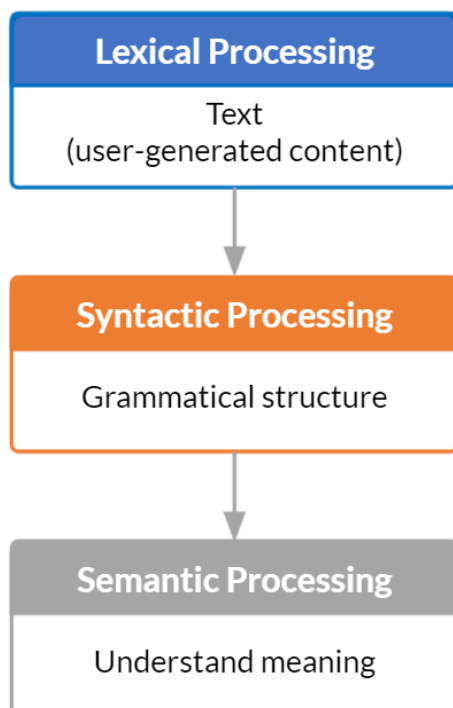 Lexical Processing
Text
(user-generated content)
Syntactic Processing
Grammatical structure
Semantic Processing
Understand meaning